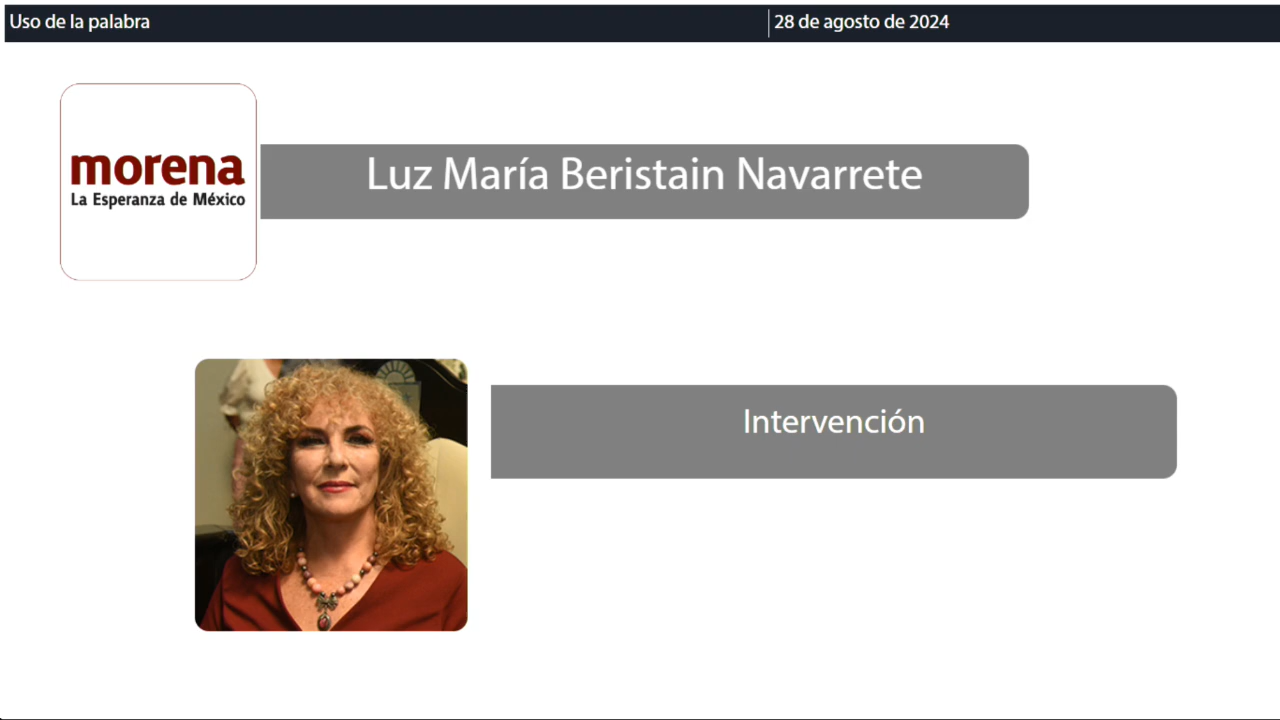 Uso de la palabra
28 de agosto de 2024
morena
La Esperanza de México
Luz María Beristain Navarrete
Intervención